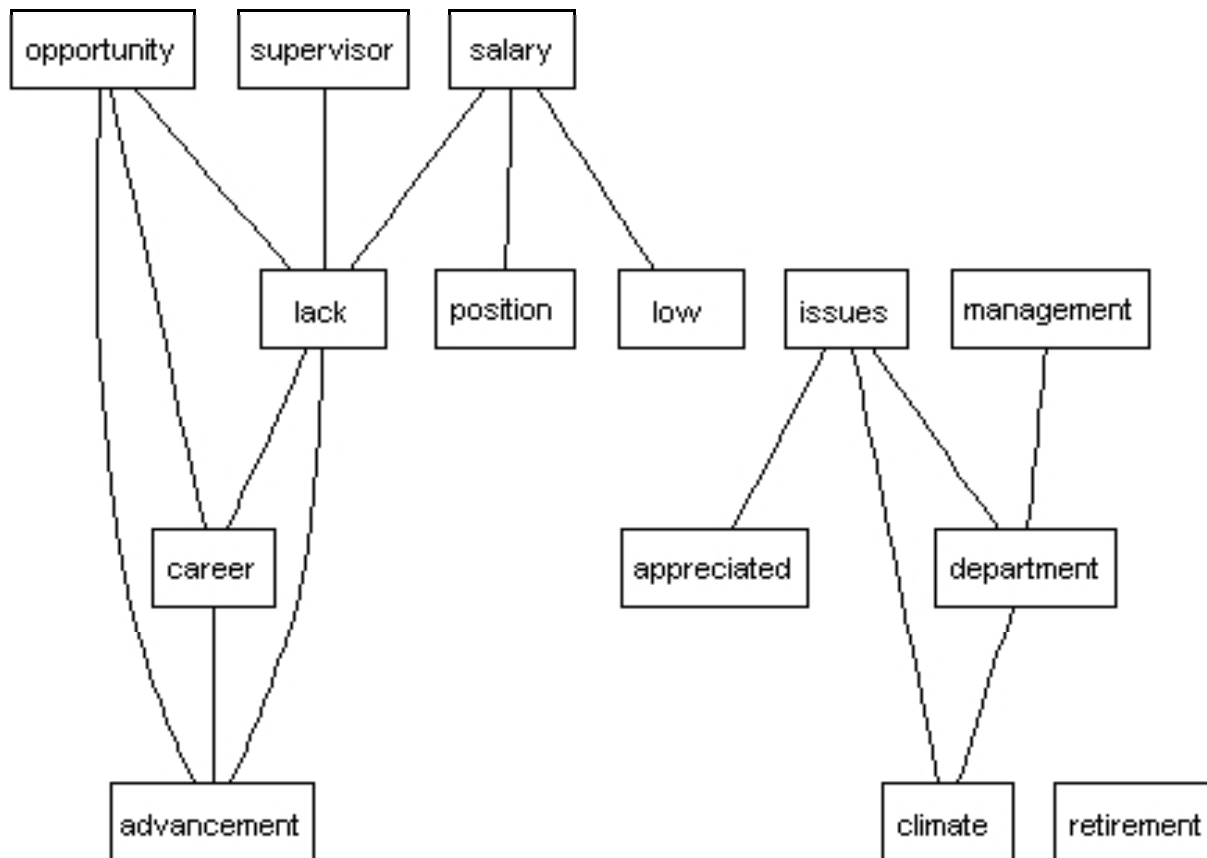 opportunity
supervisor
salary
lack
position
low
issues
management
career
appreciated
department
advancement
climate
retirement